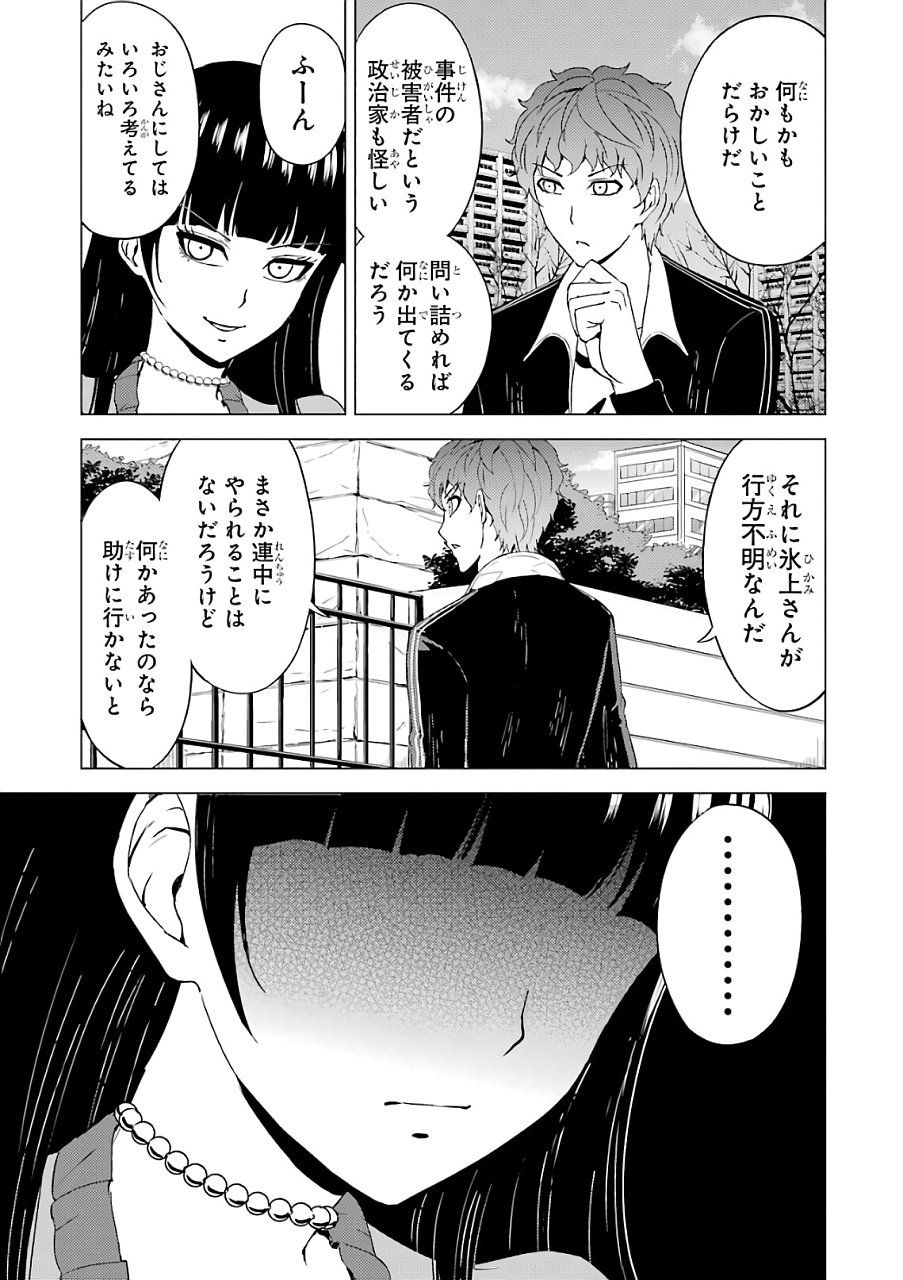 何もかも
おかしいこと
だらけだ
事件の
被害者だという
政治家も怪しい
問い詰めれば
何か出てくる
だろう
ふーん
おじさんにしては
いろいろ考えてる
みたいね
それに氷上さんが
行方不明なんだ
まさか連中に
やられることは
ないだろうけど
何かあったのなら
助けに行かないと
…………